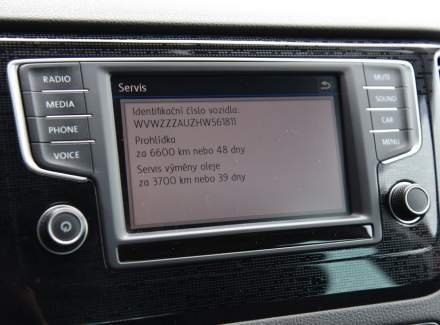 RADIO
MEDIA
PHONE
VOICE
Servis
Identifikační číslo vozidla:
WVWZZZAUZHW561811
Prohlídka
za 6600 km nebo 48 dny
Servis výměny oleje
za 3700 km nebo 39 dny
MUTE
SOUND
CAR
MENU